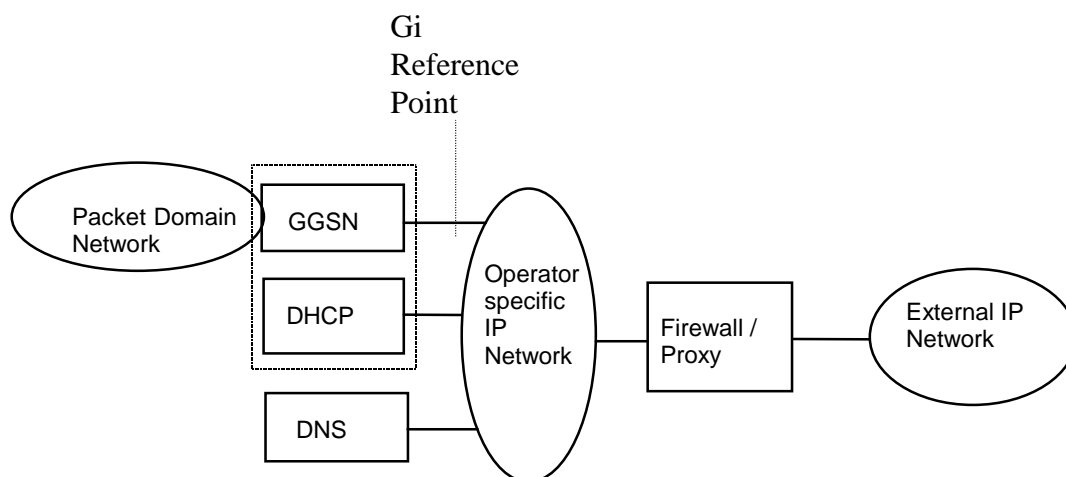 Gi
Reference
Point
Packet Domain
Network
GGSN
DHCP
DNS
Operator
specific
IP
Network
Firewall /
Proxy
External IP
Network